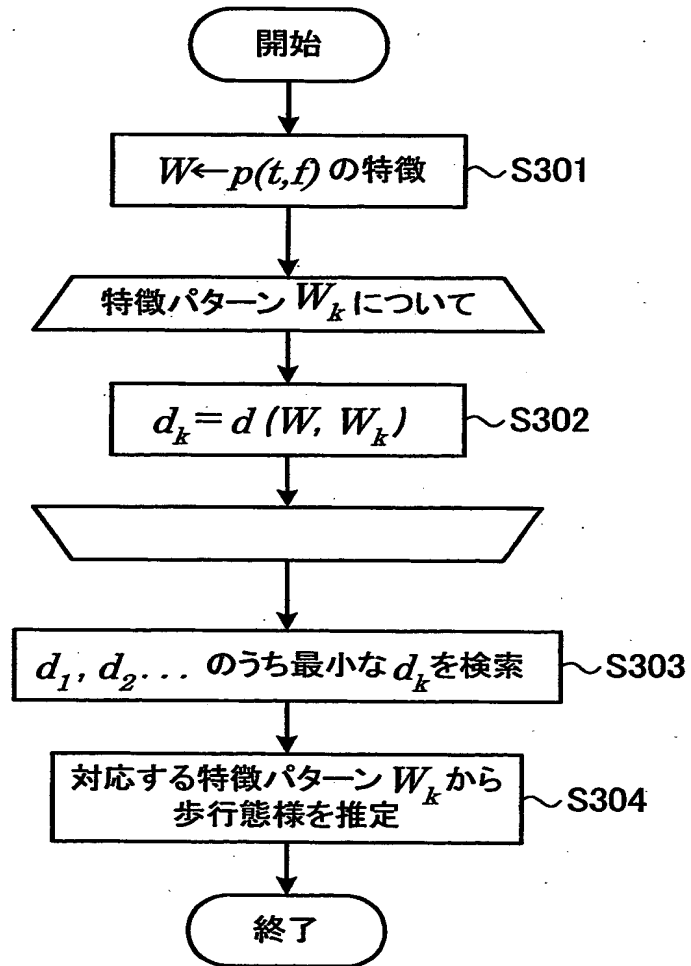 開始
W←p(t,f) の特徴
S301
特徴パターン W_k について
d_k = d (W, W_k)
S302
d_1, d_2... のうち最小な d_k を検索
S303
対応する特徴パターン W_k から
歩行態様を推定
S304
終了